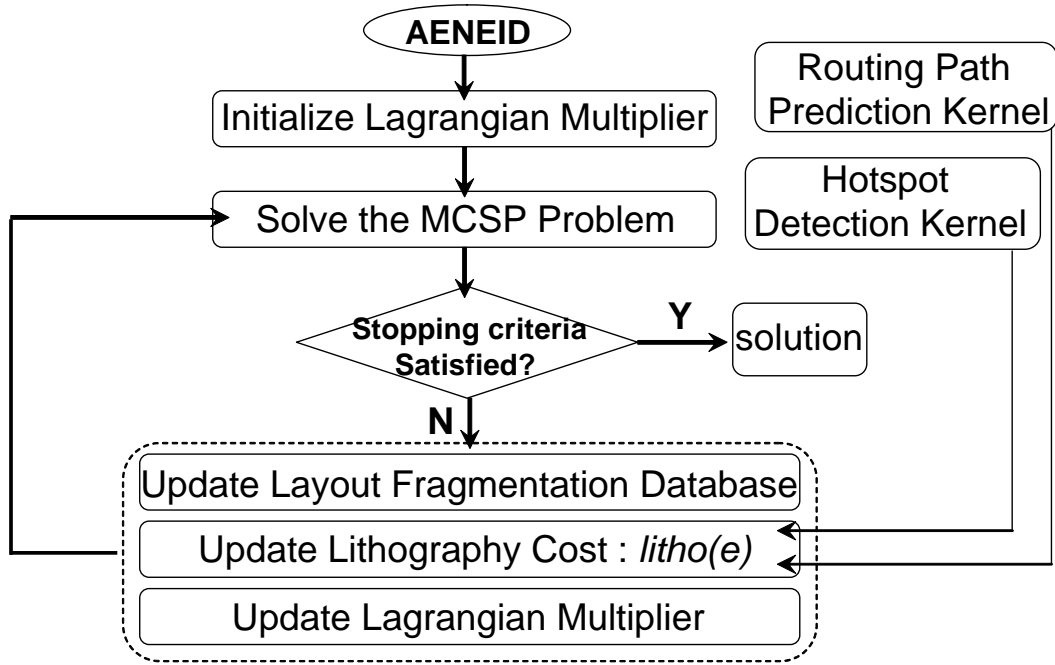 AENEID
Routing Path
Prediction Kernel
Initialize Lagrangian Multiplier
Hotspot
Detection Kernel
Solve the MCSP Problem
Stopping criteria
Satisfied?
Y
solution
N
Update Layout Fragmentation Database
Update Lithography Cost : litho(e)
Update Lagrangian Multiplier